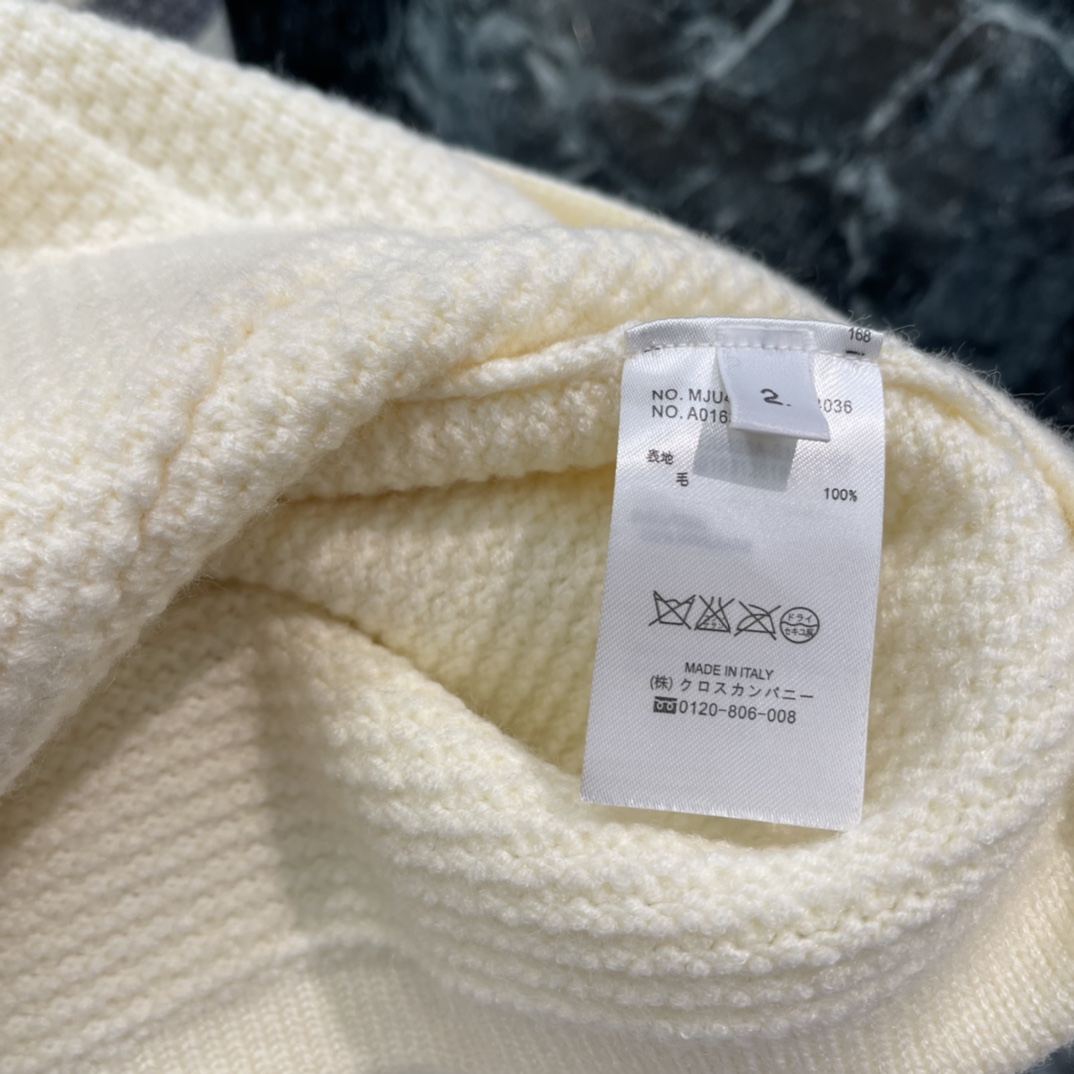 168
NO. MJU4 036
NO. A016
2.
表地
毛 100%
ドライ
セキユ系
MADE IN ITALY
(株) クロスカンパニー
0120-806-008